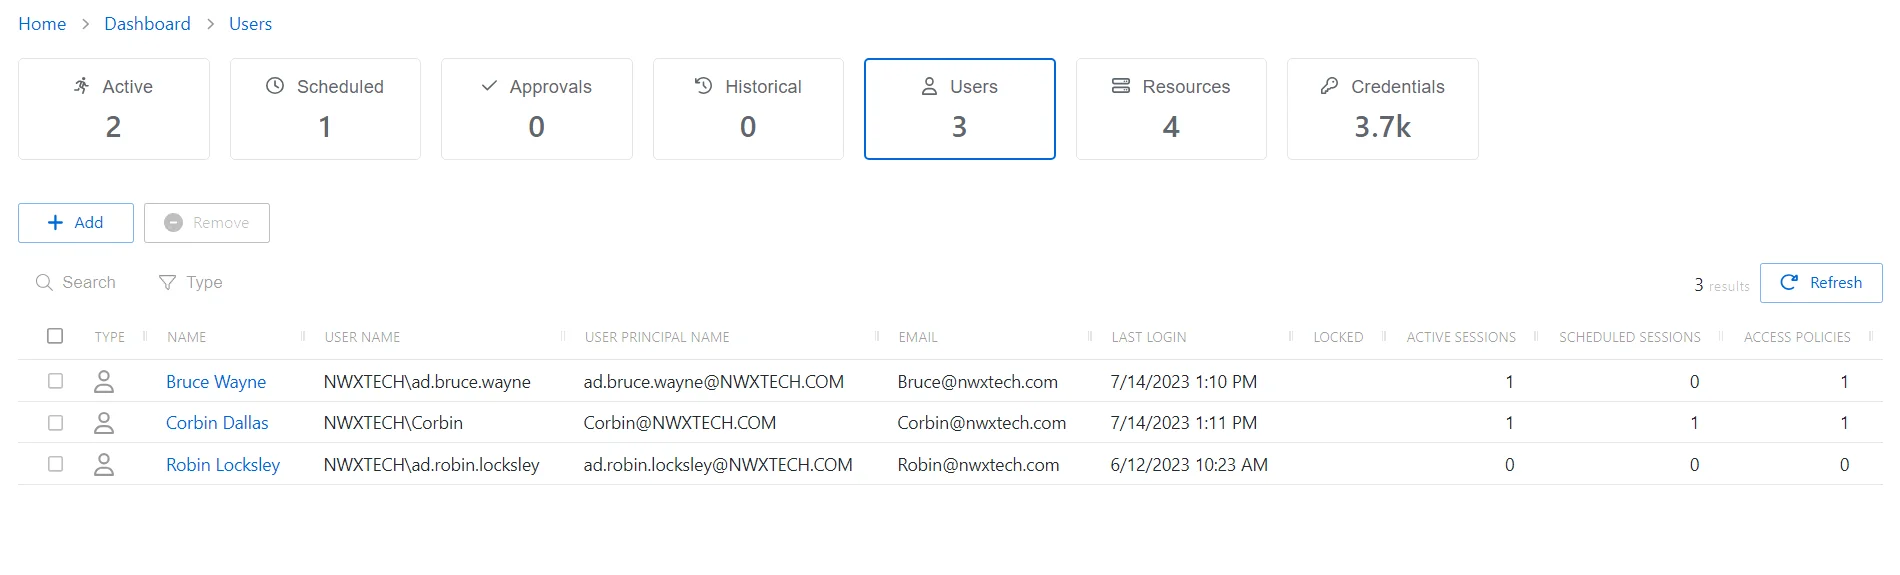 Home > Dashboard > Users
Active Scheduled Approvals Historical Users Resources Credentials
2 1 0 0 3 4 3.7k
Add Remove
Search Type 3 results Refresh
TYPE NAME USER NAME USER PRINCIPAL NAME EMAIL LAST LOGIN LOCKED ACTIVE SESSIONS SCHEDULED SESSIONS ACCESS POLICIES
Bruce Wayne NWXTECH\ad.bruce.wayne ad.bruce.wayne@NWXTECH.COM Bruce@nwxtech.com 7/14/2023 1:10 PM 1 0 1
Corbin Dallas NWXTECH\Corbin Corbin@NWXTECH.COM Corbin@nwxtech.com 7/14/2023 1:11 PM 1 1 1
Robin Locksley NWXTECH\ad.robin.locksley ad.robin.locksley@NWXTECH.COM Robin@nwxtech.com 6/12/2023 10:23 AM 0 0 0